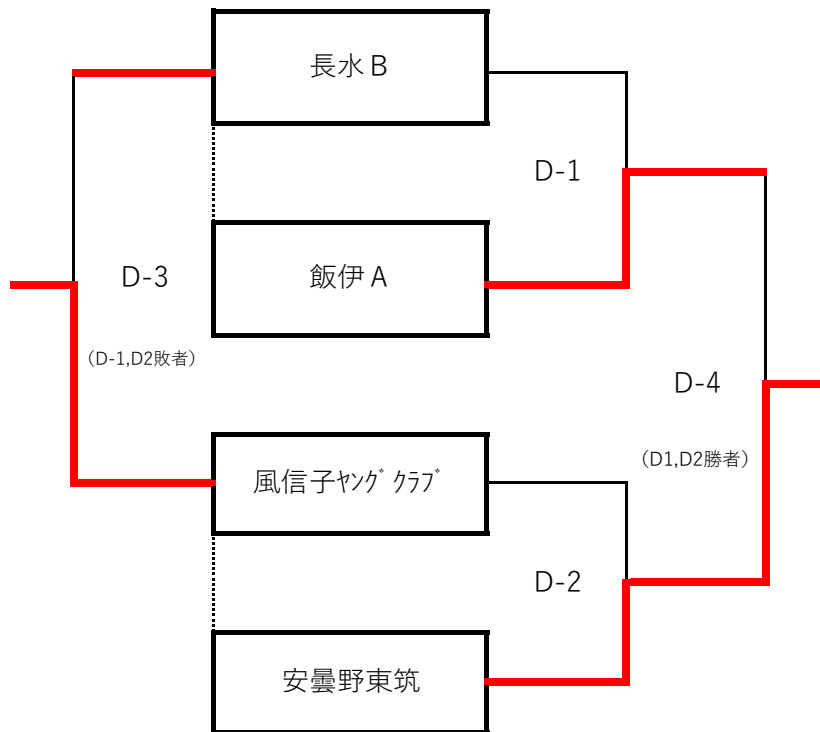 長水B
D-1
D-3
飯伊A
(D-1,D2敗者)
D-4
(D1,D2勝者)
風信子ﾔﾝｸﾞｸﾗﾌﾞ
D-2
安曇野東筑